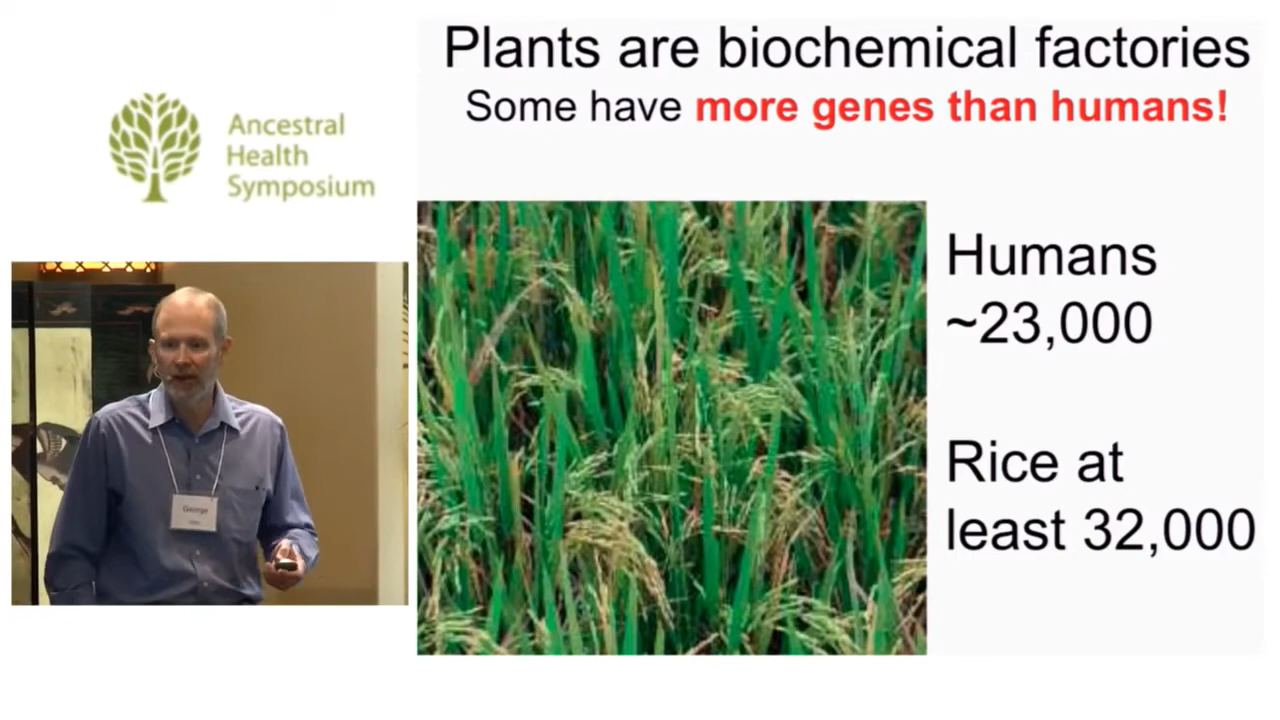 Plants are biochemical factories
Some have more genes than humans!
Ancestral
Health
Symposium
Humans
~23,000
Rice at
least 32,000
George